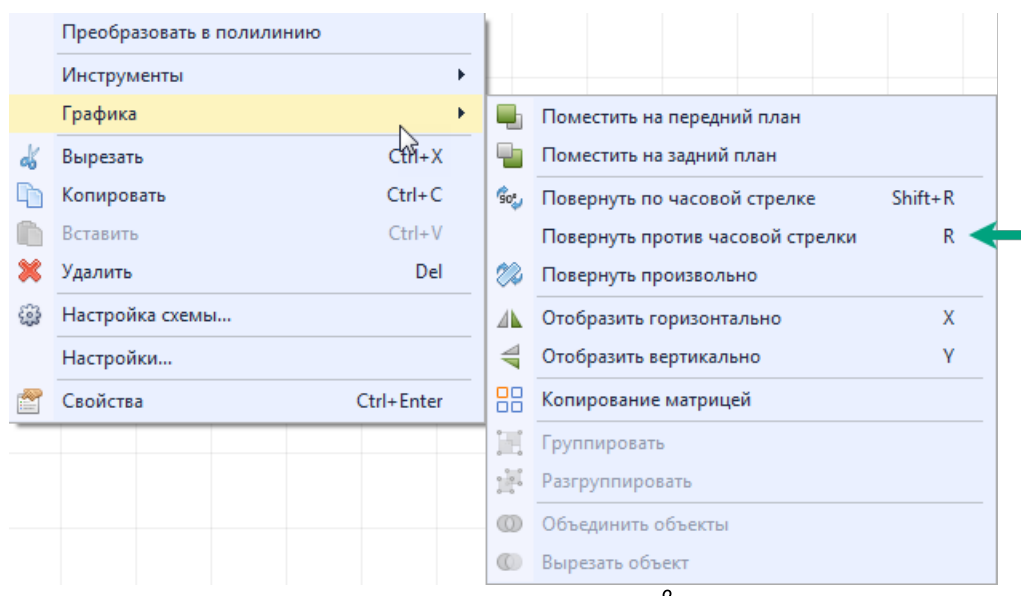 Преобразовать в полилинию
Инструменты
Графика
Вырезать Ctrl+X
Копировать Ctrl+C
Вставить Ctrl+V
Удалить Del
Настройка схемы...
Настройки...
Свойства Ctrl+Enter
Поместить на передний план
Поместить на задний план
90° Повернуть по часовой стрелке Shift+R
Повернуть против часовой стрелки R
Повернуть произвольно
Отобразить горизонтально X
Отобразить вертикально Y
Копирование матрицей
Группировать
Разгруппировать
Объединить объекты
Вырезать объект